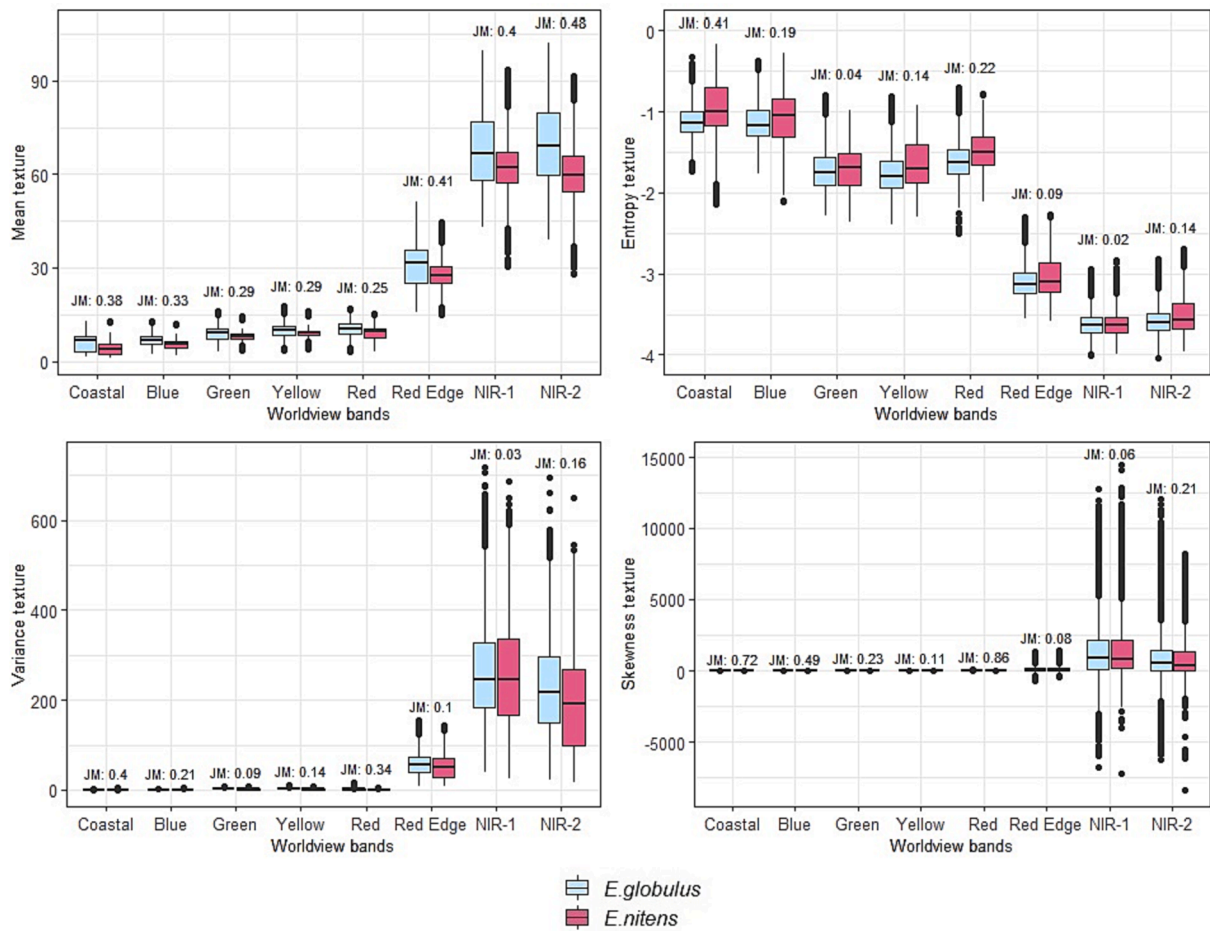 JM: 0.4
JM: 0.48
JM: 0.41
JM: 0.38
JM: 0.33
JM: 0.29
JM: 0.29
JM: 0.25
90
60
30
0
Mean texture
Coastal
Blue
Green
Yellow
Red
Red Edge
NIR-1
NIR-2
Worldview bands
JM: 0.41
JM: 0.19
JM: 0.04
JM: 0.14
JM: 0.22
JM: 0.09
JM: 0.02
JM: 0.14
0
-1
-2
-3
-4
Entropy texture
Coastal
Blue
Green
Yellow
Red
Red Edge
NIR-1
NIR-2
Worldview bands
JM: 0.03
JM: 0.16
JM: 0.4
JM: 0.21
JM: 0.09
JM: 0.14
JM: 0.34
JM: 0.1
600
400
200
0
Variance texture
Coastal
Blue
Green
Yellow
Red
Red Edge
NIR-1
NIR-2
Worldview bands
JM: 0.06
JM: 0.21
JM: 0.72
JM: 0.49
JM: 0.23
JM: 0.11
JM: 0.86
JM: 0.08
15000
10000
5000
0
-5000
Skewness texture
Coastal
Blue
Green
Yellow
Red
Red Edge
NIR-1
NIR-2
Worldview bands
E.globulus
E.nitens